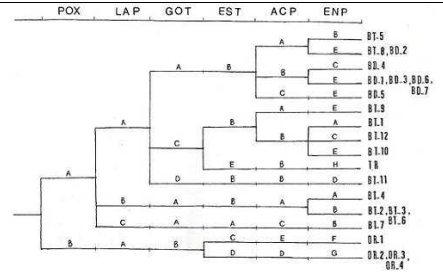 POX LAP GOT EST ACP ENP
B BT.5
A
E BT.8, BD.2
C BD.4
A B B
E BD.1, BD.3, BD.6, BD.7
C E BD.5
A E BT.9
B
A A BT.1
B C BT.12
C
E BT.10
A E B H TB
D B B D BT.11
A BT.4
B A A
B BT.2, BT.3, BT.6
C A A C B BT.7
C E F OR.1
B A B
D D G OR.2, OR.3, OR.4